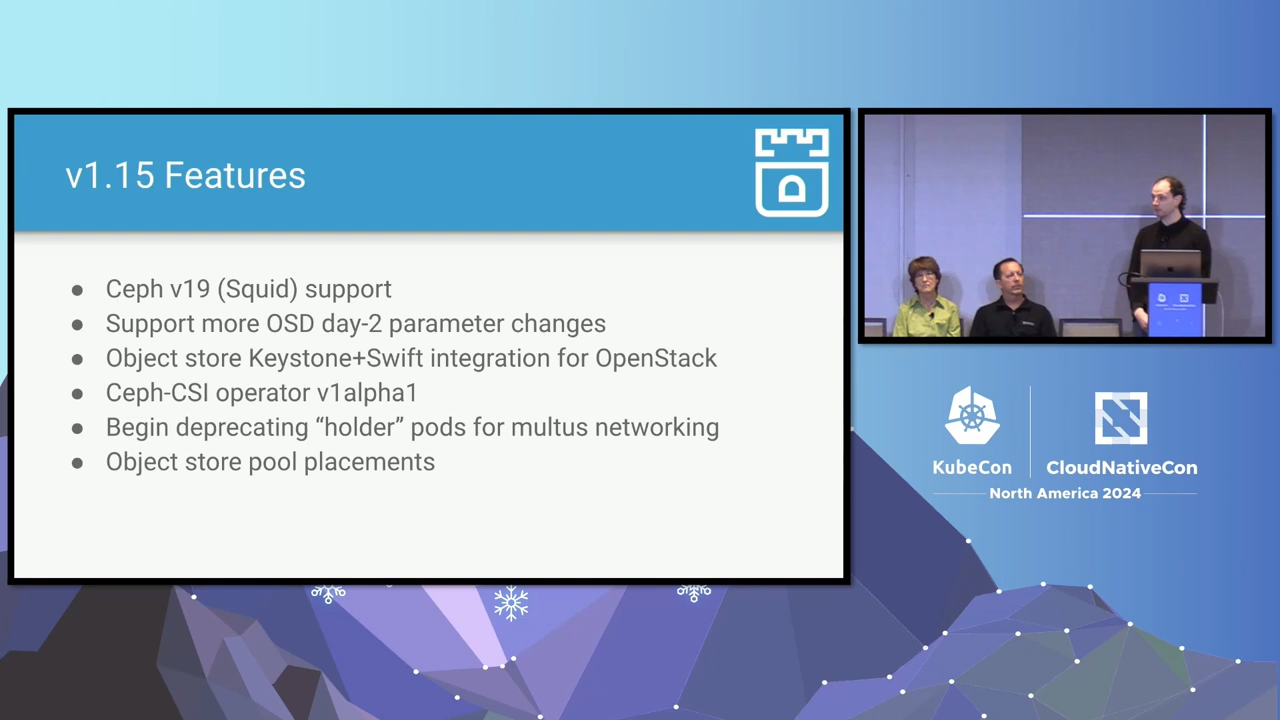 v1.15 Features
● Ceph v19 (Squid) support
● Support more OSD day-2 parameter changes
● Object store Keystone+Swift integration for OpenStack
● Ceph-CSI operator v1alpha1
● Begin deprecating “holder” pods for multus networking
● Object store pool placements
KubeCon
CloudNativeCon
North America 2024